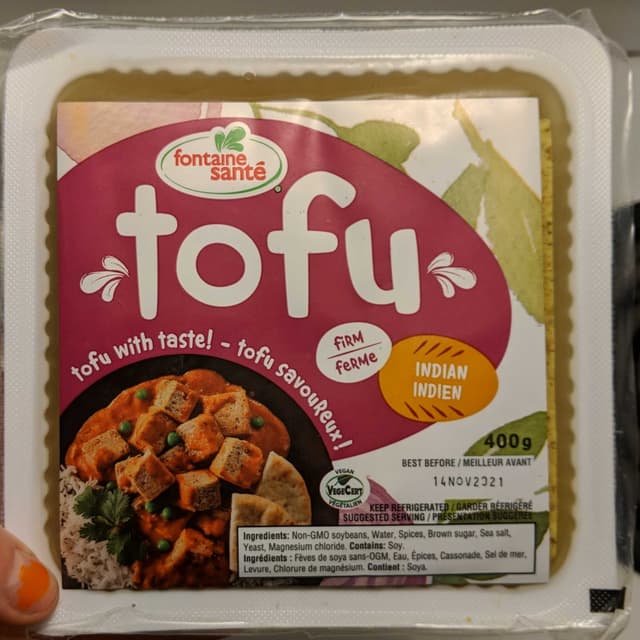 fontaine
santé
tofu
tofu with taste! - tofu savoureux!
FiRM
FeRMe
INDIAN
INDIEN
400g
BEST BEFORE / MEILLEUR AVANT
14NOV2021
VEGAN
VEGECERT
VÉGÉTALIEN
KEEP REFRIGERATED / GARDER RÉFRIGÉRÉ
SUGGESTED SERVING / PRÉSENTATION SUGGÉRÉE
Ingredients: Non-GMO soybeans, Water, Spices, Brown sugar, Sea salt,
Yeast, Magnesium chloride. Contains: Soy.
Ingrédients : Fèves de soya sans-OGM, Eau, Épices, Cassonade, Sel de mer,
Levure, Chlorure de magnésium. Contient : Soya.